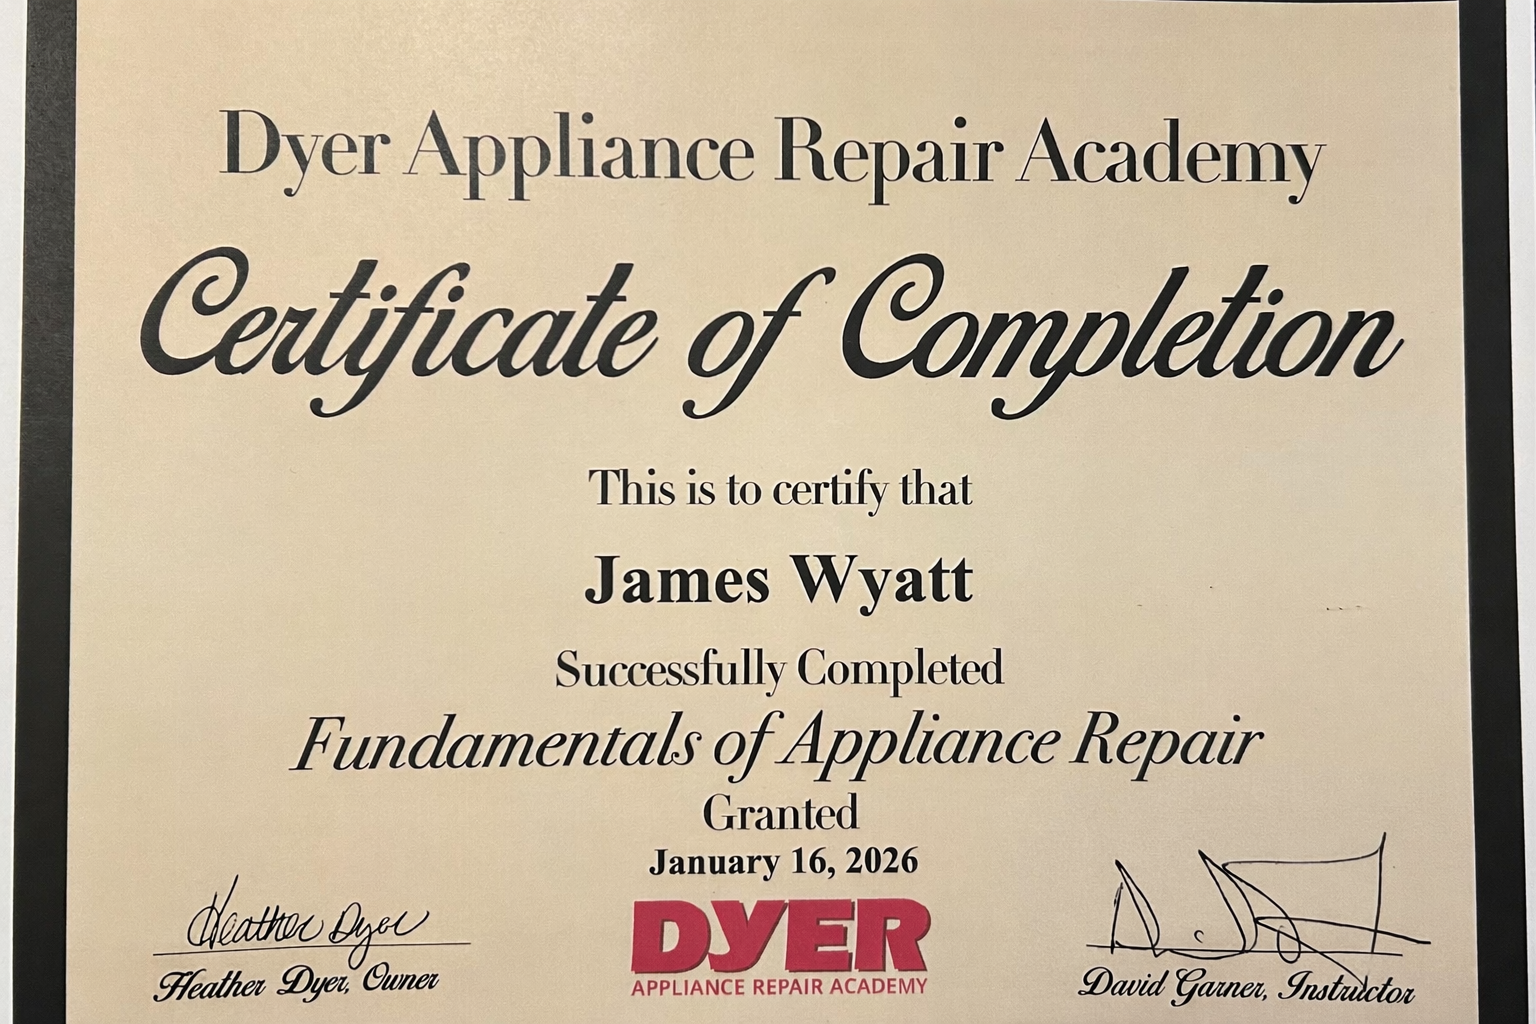 Dyer Appliance Repair Academy
Certificate of Completion
This is to certify that
James Wyatt
Successfully Completed
Fundamentals of Appliance Repair
Granted
January 16, 2026
Heather Dyer
Heather Dyer, Owner
DYER
APPLIANCE REPAIR ACADEMY
David Garner, Instructor